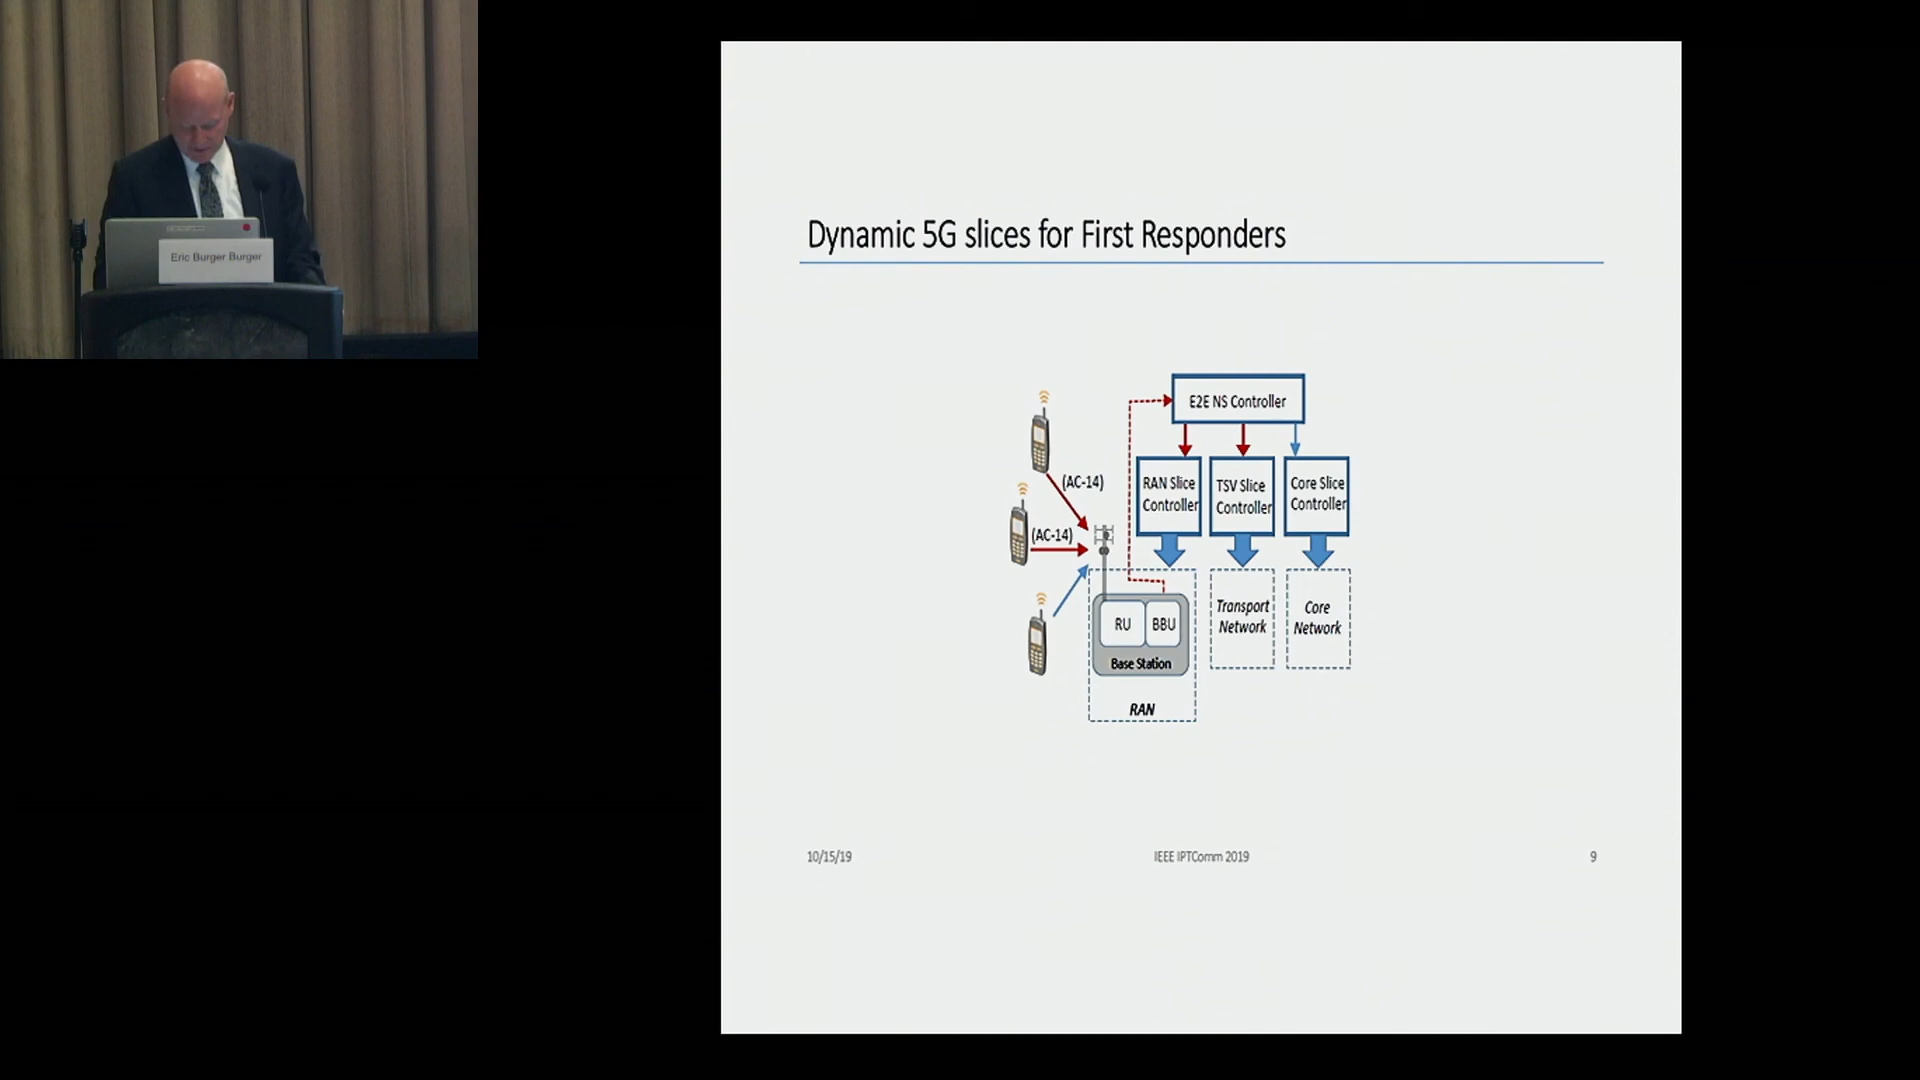 Eric Burger Burger
Dynamic 5G slices for First Responders
E2E NS Controller
(AC-14)
RAN Slice
Controller
TSV Slice
Controller
Core Slice
Controller
(AC-14)
RU
BBU
Base Station
RAN
Transport
Network
Core
Network
10/15/19
IEEE IPTComm 2019
9